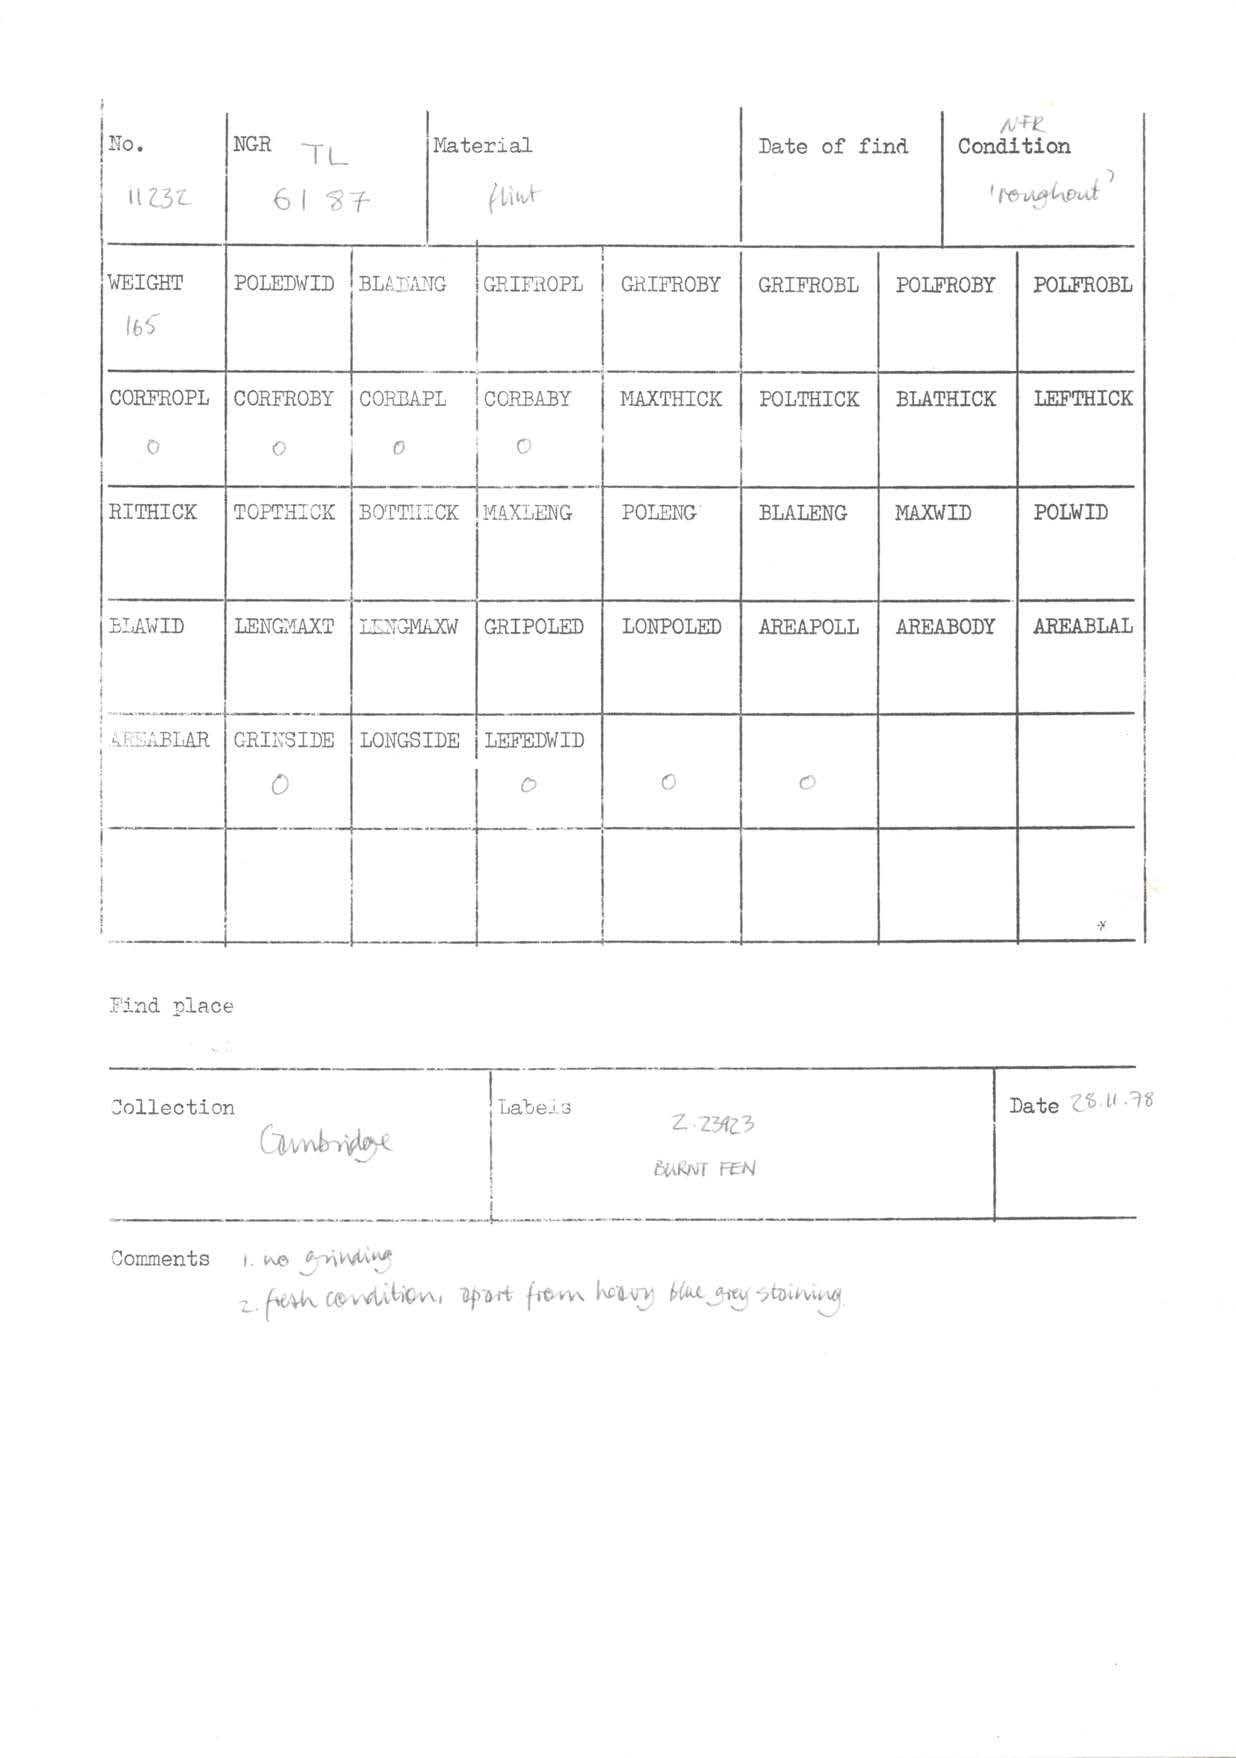 No. NGR TL Material Date of find NFR Condition
11232 61 87 flint 'roughout'
WEIGHT POLEDWID BLADANG GRIFROPL GRIFROBY GRIFROBL POLFROBY POLFROBL
165
CORFROPL CORFROBY CORBAPL CORBABY MAXTHICK POLTHICK BLATHICK LEFTHICK
0 0 0 0
RITHICK TOPTHICK BOTTHICK MAXLENG POLENG BLALENG MAXWID POLWID
BLAWID LENGMAXT LENGMAXW GRIPOLED LONPOLED AREAPOLL AREABODY AREABLAL
AREABLAR GRINSIDE LONGSIDE LEFEDWID
0 0 0 0
Find place
Collection Labels Date 28.11.78
Cambridge Z.23923
BURNT FEN
Comments 1. no grinding
2. fresh condition, apart from heavy blue grey staining